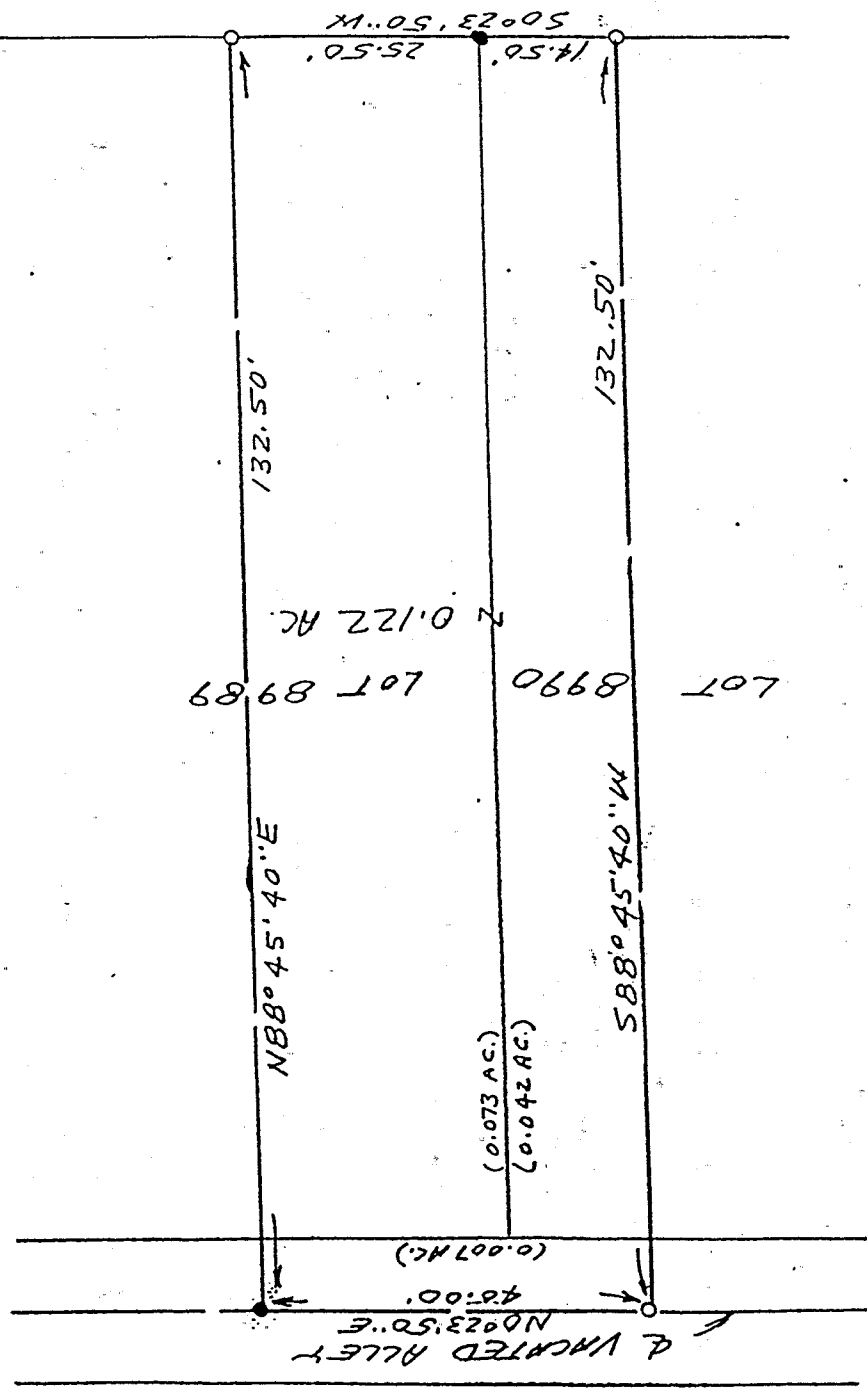 S0°23'50"W
25.50'
14.50'
132.50'
132.50'
0.122 AC.
LOT 8989
8990
LOT
N88°45'40"E
S88°45'40"W
(0.073 AC.)
(0.042 AC.)
(0.007 AC.)
40.00'
N0°23'50"E
℄ VACATED ALLEY